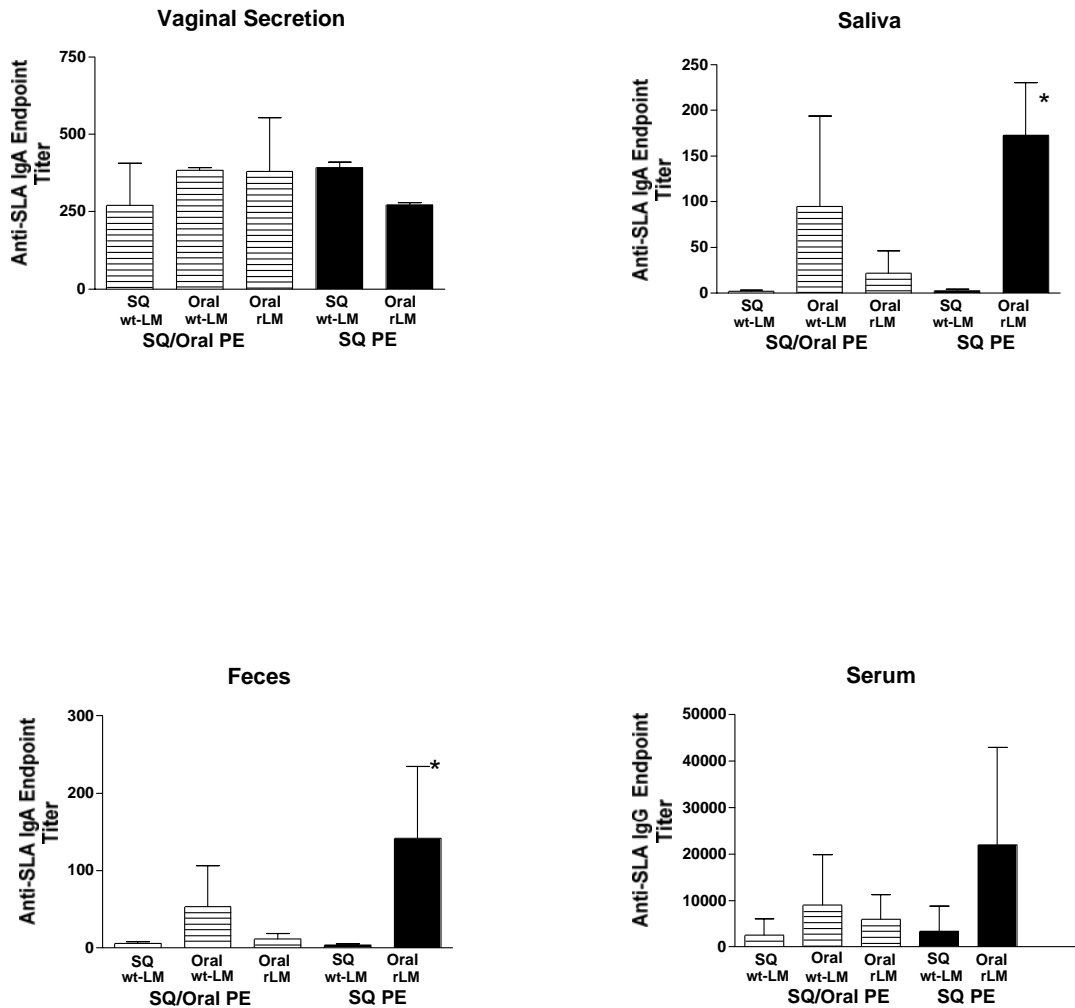 Vaginal Secretion
Anti-SLA IgA Endpoint
Titer
750
500
250
0
SQ Oral Oral SQ Oral
wt-LM wt-LM rLM wt-LM rLM
SQ/Oral PE SQ PE
Saliva
Anti-SLA IgA Endpoint
Titer
250
200
150
100
50
0
*
SQ Oral Oral SQ Oral
wt-LM wt-LM rLM wt-LM rLM
SQ/Oral PE SQ PE
Feces
Anti-SLA IgA Endpoint
Titer
300
200
100
0
*
SQ Oral Oral SQ Oral
wt-LM wt-LM rLM wt-LM rLM
SQ/Oral PE SQ PE
Serum
Anti-SLA IgG Endpoint
Titer
50000
40000
30000
20000
10000
0
SQ Oral Oral SQ Oral
wt-LM wt-LM rLM wt-LM rLM
SQ/Oral PE SQ PE